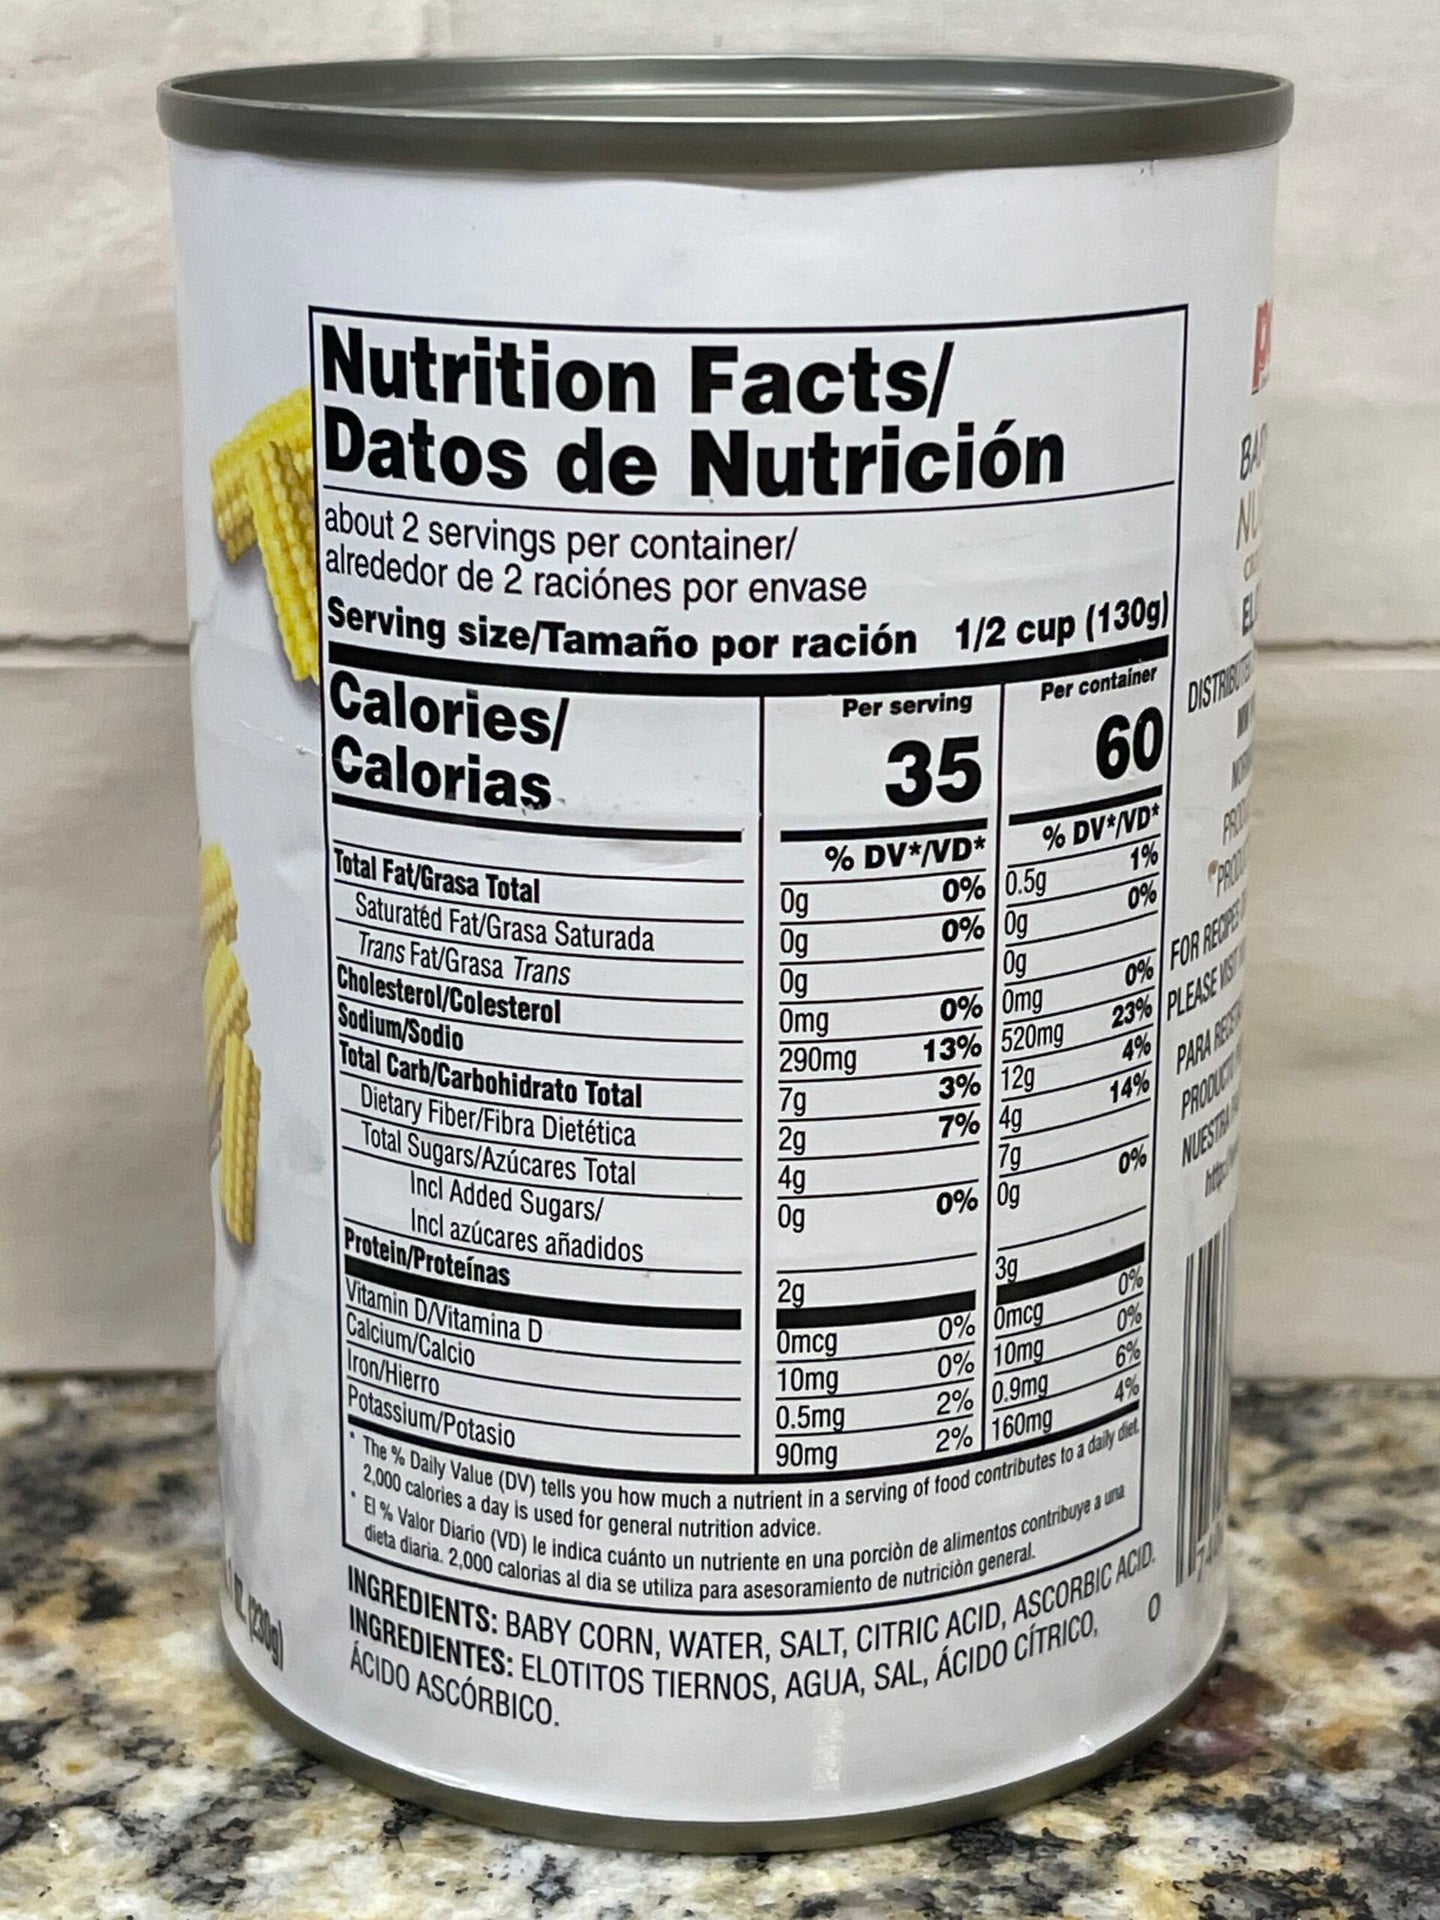 Nutrition Facts/
Datos de Nutrición
about 2 servings per container/
alrededor de 2 raciónes por envase
Serving size/Tamaño por ración 1/2 cup (130g)
Calories/
Calorias
Per serving Per container
35 60
% DV*/VD* % DV*/VD*
Total Fat/Grasa Total 0g 0% 0.5g 1%
Saturated Fat/Grasa Saturada 0g 0% 0g 0%
Trans Fat/Grasa Trans 0g 0g
Cholesterol/Colesterol 0mg 0% 0mg 0%
Sodium/Sodio 290mg 13% 520mg 23%
Total Carb/Carbohidrato Total 7g 3% 12g 4%
Dietary Fiber/Fibra Dietética 2g 7% 4g 14%
Total Sugars/Azúcares Total 4g 7g
Incl Added Sugars/ 0g 0% 0g 0%
Incl azúcares añadidos
Protein/Proteínas 2g 3g
Vitamin D/Vitamina D 0mcg 0% 0mcg 0%
Calcium/Calcio 10mg 0% 10mg 0%
Iron/Hierro 0.5mg 2% 0.9mg 6%
Potassium/Potasio 90mg 2% 160mg 4%
* The % Daily Value (DV) tells you how much a nutrient in a serving of food contributes to a daily diet.
2,000 calories a day is used for general nutrition advice.
* El % Valor Diario (VD) le indica cuánto un nutriente en una porciòn de alimentos contribuye a una
dieta diaria. 2,000 calorias al dia se utiliza para asesoramiento de nutriciòn general.
INGREDIENTS: BABY CORN, WATER, SALT, CITRIC ACID, ASCORBIC ACID.
INGREDIENTES: ELOTITOS TIERNOS, AGUA, SAL, ÁCIDO CÍTRICO,
ÁCIDO ASCÓRBICO.
0
OZ. (230g)
FOR RECIPES
PLEASE VISIT
PARA
NUESTRA